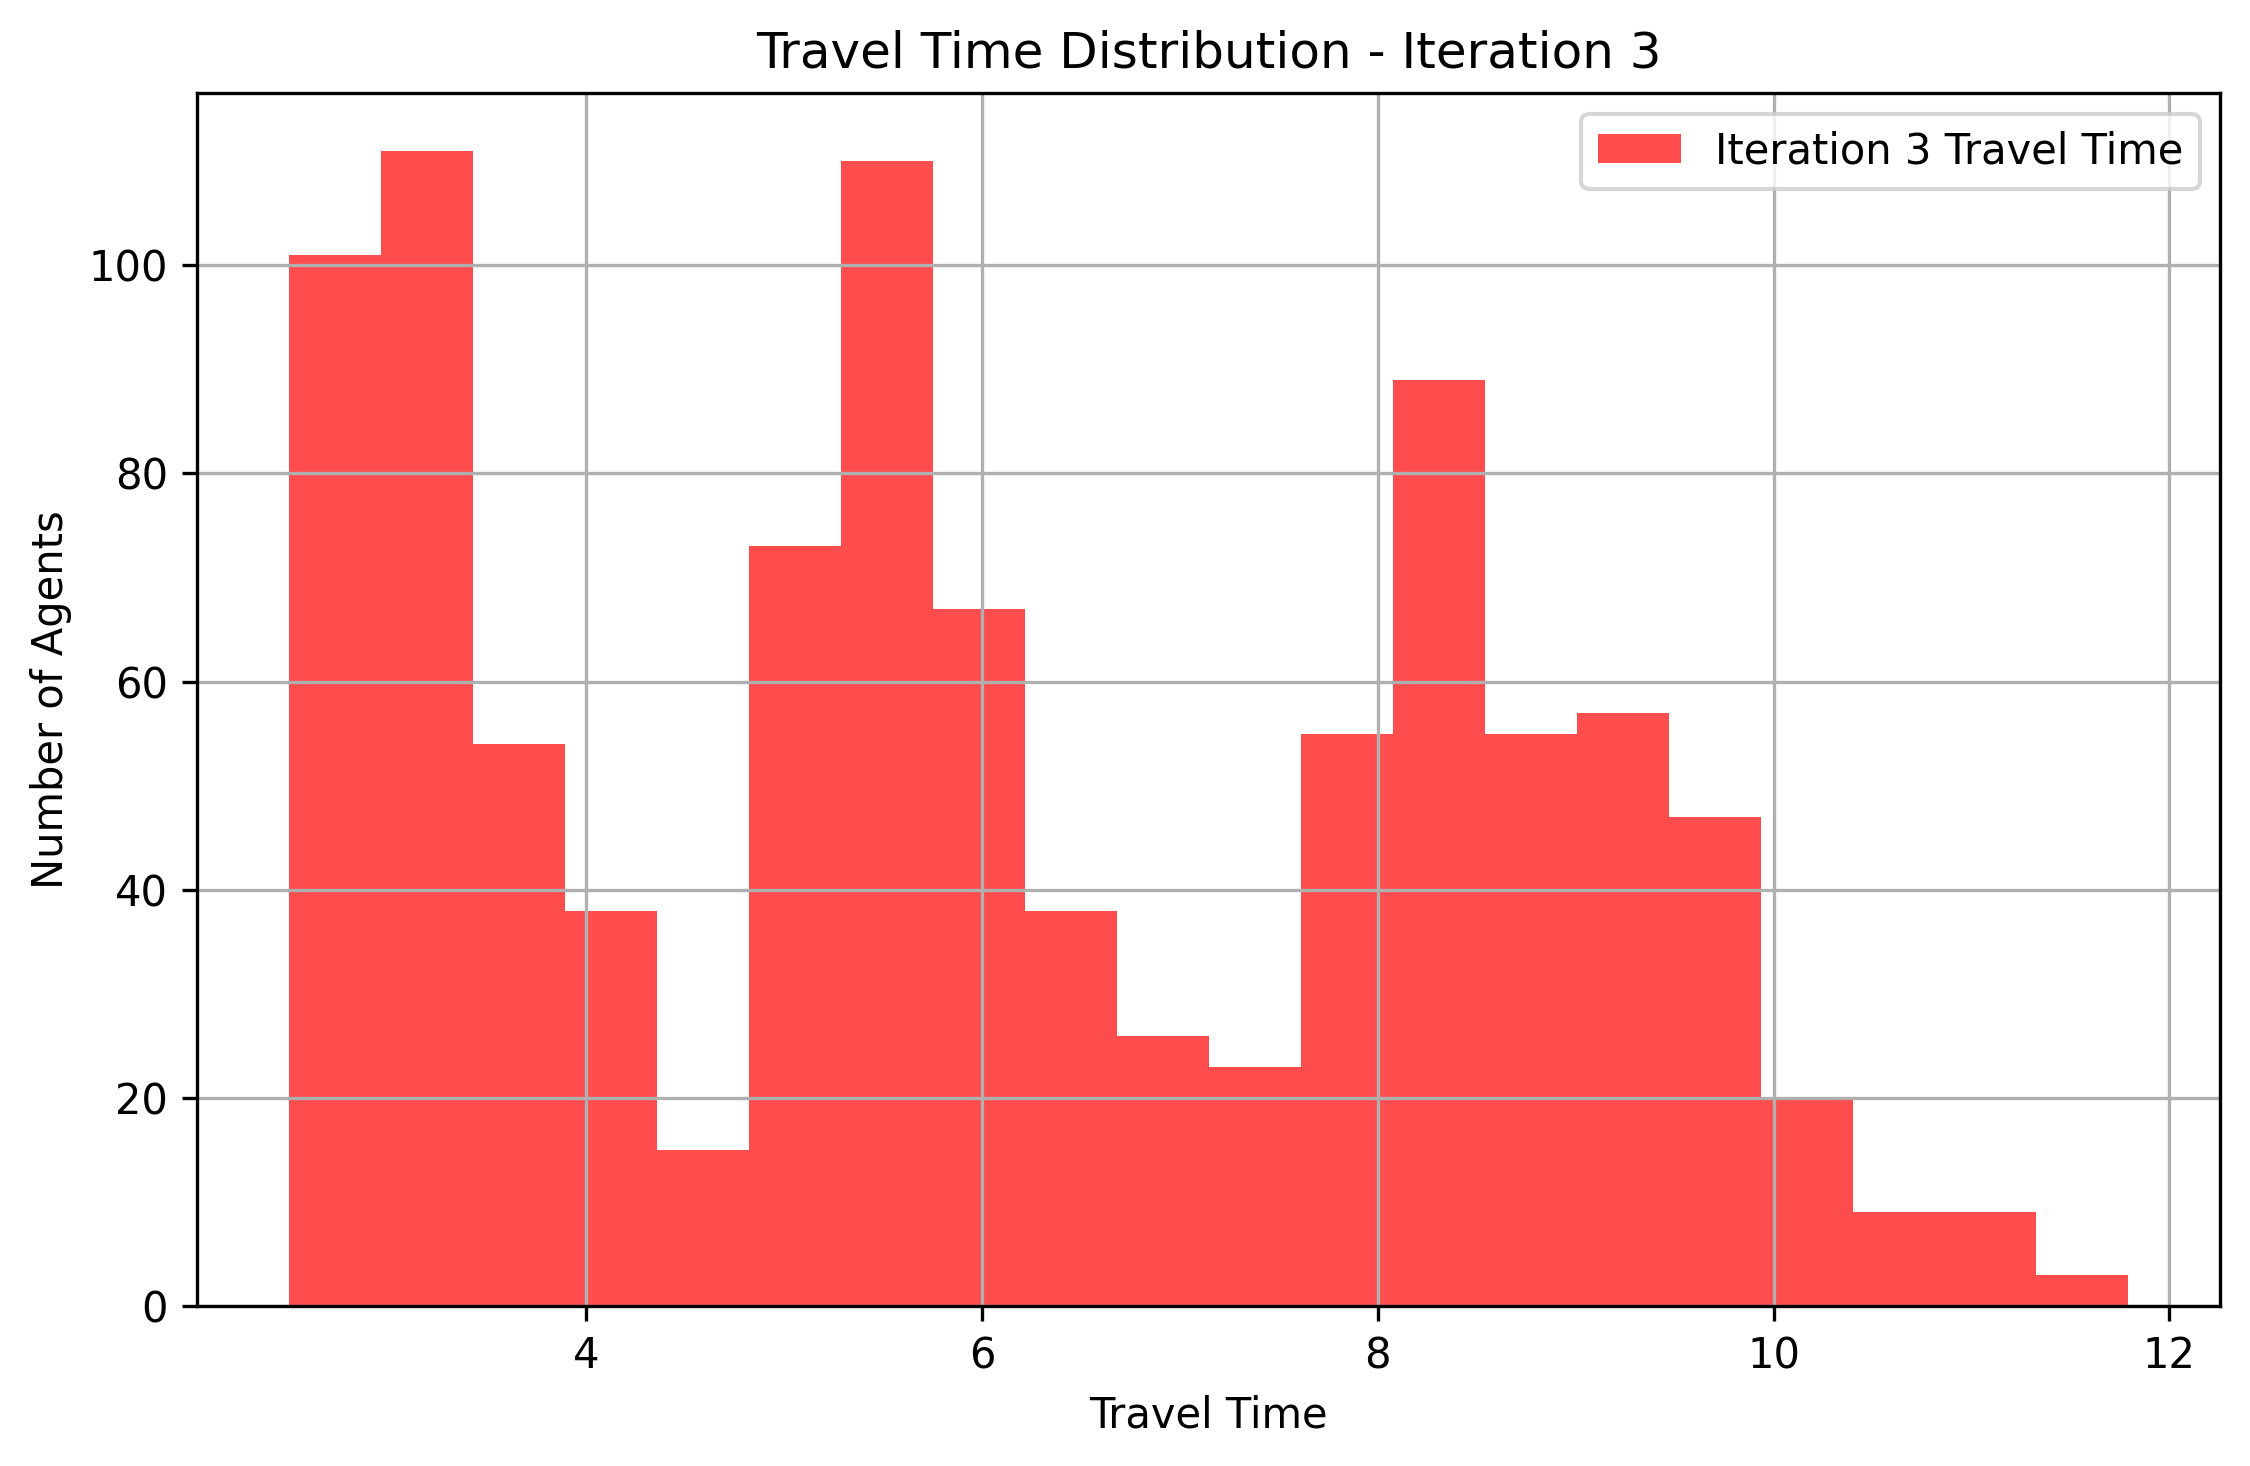 Travel Time Distribution - Iteration 3
Iteration 3 Travel Time
Number of Agents
100
80
60
40
20
0
4 6 8 10 12
Travel Time